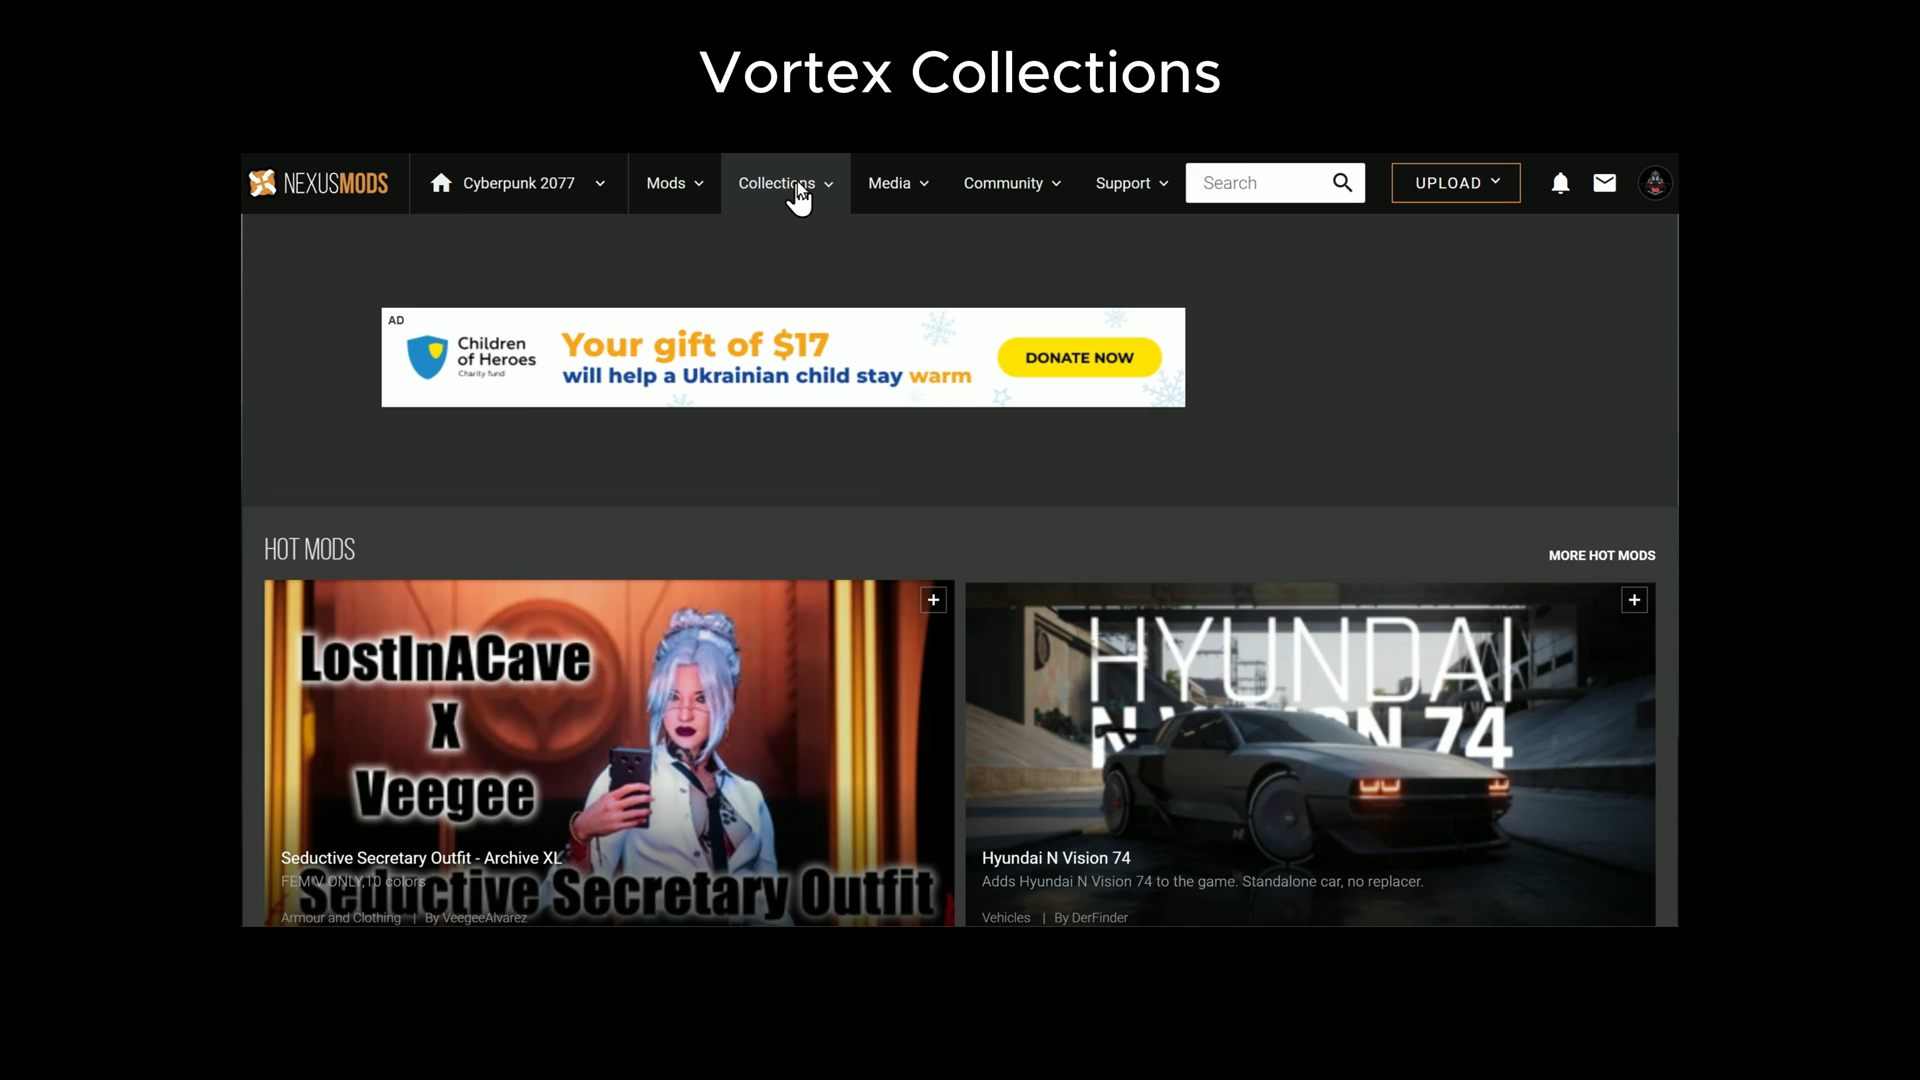 Vortex Collections
NEXUSMODS
Cyberpunk 2077
Mods
Collections
Media
Community
Support
Search
UPLOAD
AD
Children
of Heroes
Charity fund
Your gift of $17
will help a Ukrainian child stay warm
DONATE NOW
HOT MODS
MORE HOT MODS
LostInACave
X
Veegee
Seductive Secretary Outfit
Seductive Secretary Outfit - Archive XL
FEM V ONLY,10 colors
Armour and Clothing | By VeegeeAlvarez
HYUNDAI
N VISION 74
Hyundai N Vision 74
Adds Hyundai N Vision 74 to the game. Standalone car, no replacer.
Vehicles | By DerFinder